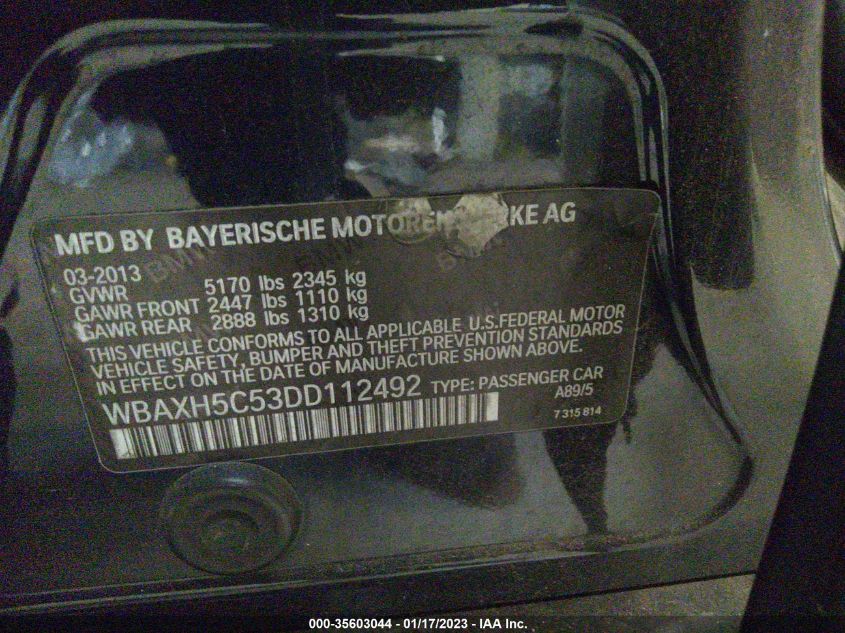 MFD BY BAYERISCHE MOTOREN KE AG
03-2013
GVWR 5170 lbs 2345 kg
GAWR FRONT 2447 lbs 1110 kg
GAWR REAR 2888 lbs 1310 kg
THIS VEHICLE CONFORMS TO ALL APPLICABLE U.S.FEDERAL MOTOR
VEHICLE SAFETY, BUMPER AND THEFT PREVENTION STANDARDS
IN EFFECT ON THE DATE OF MANUFACTURE SHOWN ABOVE.
WBAXH5C53DD112492 TYPE: PASSENGER CAR
A89/5
7 315 814
000-35603044 - 01/17/2023 - IAA Inc.